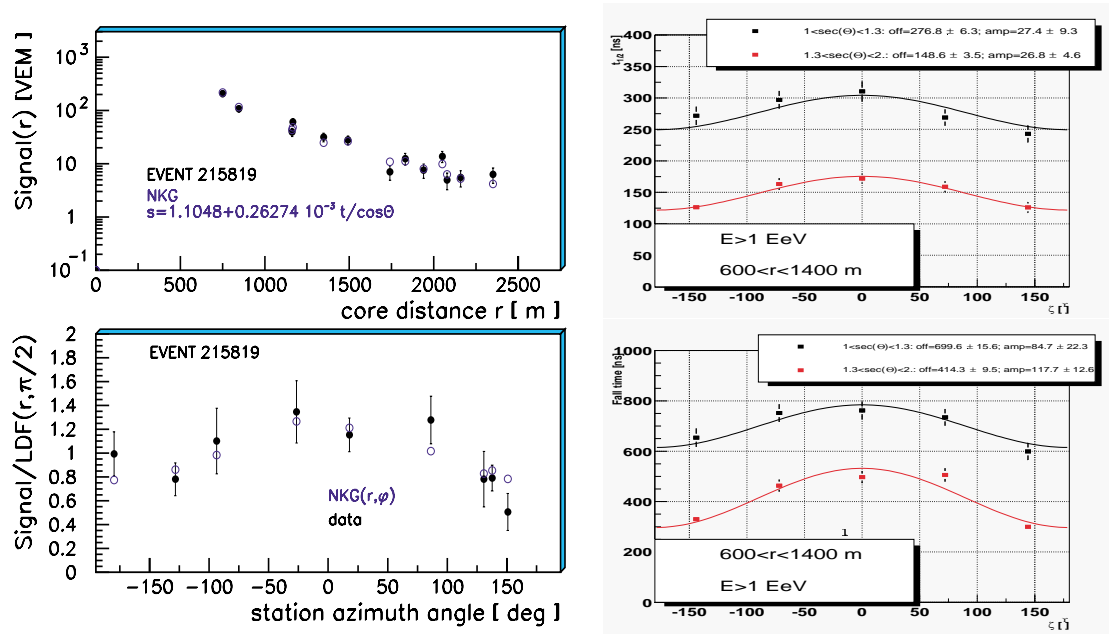 Signal(r) [VEM]
10³
10²
10
1
10⁻¹
EVENT 215819
NKG
s=1.1048+0.26274 10⁻³ t/cosΘ
0 500 1000 1500 2000 2500
core distance r [ m ]
Signal/LDF(r,π/2)
2
1.8
1.6
1.4
1.2
1
0.8
0.6
0.4
0.2
0
EVENT 215819
NKG(r,φ)
data
−150 −100 −50 0 50 100 150
station azimuth angle [ deg ]
t1/2 [ns]
400
350
300
250
200
150
100
50
0
1<sec(Θ)<1.3: off=276.8 ± 6.3; amp=27.4 ± 9.3
1.3<sec(Θ)<2.: off=148.6 ± 3.5; amp=26.8 ± 4.6
E>1 EeV
600<r<1400 m
-150 -100 -50 0 50 100 150
Fall time [ns]
1000
800
600
400
200
0
1<sec(Θ)<1.3: off=699.6 ± 15.6; amp=84.7 ± 22.3
1.3<sec(Θ)<2.: off=414.3 ± 9.5; amp=117.7 ± 12.6
1
600<r<1400 m
E>1 EeV
-150 -100 -50 0 50 100 150